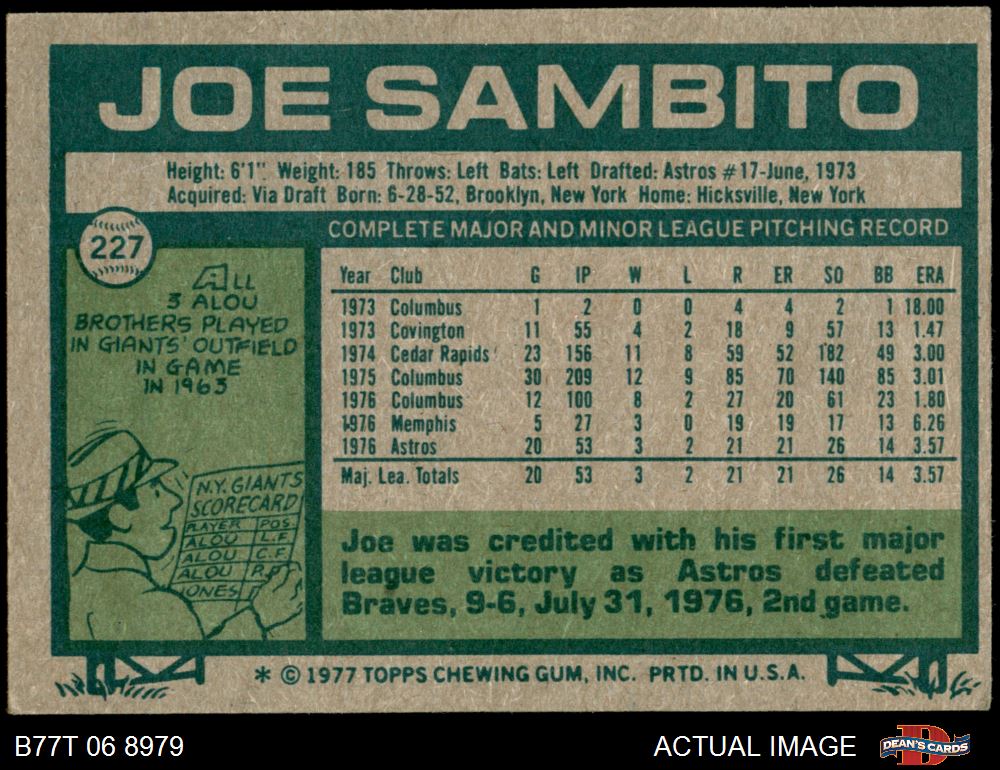 JOE SAMBITO
Height: 6'1" Weight: 185 Throws: Left Bats: Left Drafted: Astros #17-June, 1973
Acquired: Via Draft Born: 6-28-52, Brooklyn, New York Home: Hicksville, New York
227
ALL
3 ALOU
BROTHERS PLAYED
IN GIANTS' OUTFIELD
IN GAME
IN 1963
N.Y. GIANTS
SCORECARD
PLAYER POS
ALOU L.F.
ALOU C.F.
ALOU R.F.
JONES
COMPLETE MAJOR AND MINOR LEAGUE PITCHING RECORD
Year Club G IP W L R ER SO BB ERA
1973 Columbus 1 2 0 0 4 4 2 1 18.00
1973 Covington 11 55 4 2 18 9 57 13 1.47
1974 Cedar Rapids 23 156 11 8 59 52 182 49 3.00
1975 Columbus 30 209 12 9 85 70 140 85 3.01
1976 Columbus 12 100 8 2 27 20 61 23 1.80
1976 Memphis 5 27 3 0 19 19 17 13 6.26
1976 Astros 20 53 3 2 21 21 26 14 3.57
Maj. Lea. Totals 20 53 3 2 21 21 26 14 3.57
Joe was credited with his first major
league victory as Astros defeated
Braves, 9-6, July 31, 1976, 2nd game.
* © 1977 TOPPS CHEWING GUM, INC. PRTD. IN U.S.A.
B77T 06 8979
ACTUAL IMAGE
DEAN'S CARDS